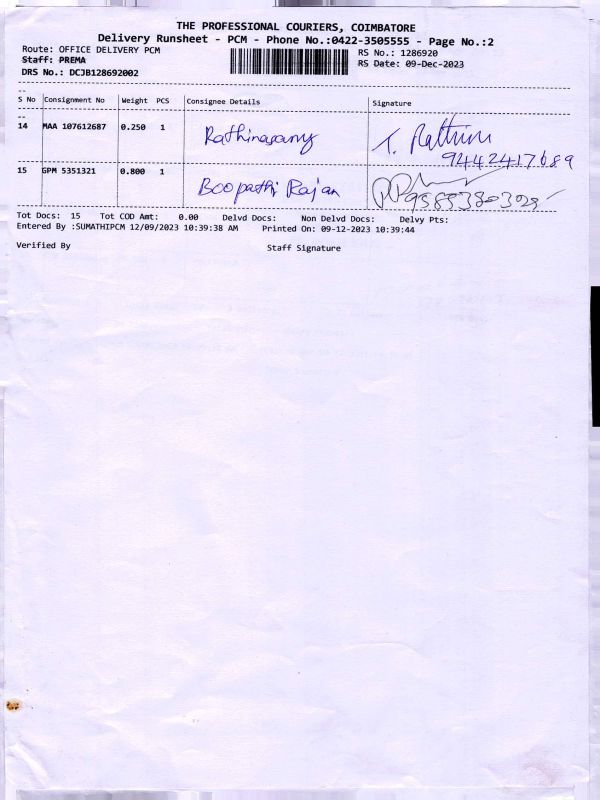 THE PROFESSIONAL COURIERS, COIMBATORE
Delivery Runsheet - PCM - Phone No.:0422-3505555 - Page No.:2
Route: OFFICE DELIVERY PCM RS No.: 1286920
Staff: PREMA RS Date: 09-Dec-2023
DRS No.: DCJB128692002
S No Consignment No Weight PCS Consignee Details Signature
14 MAA 107612687 0.250 1 Rathinasamy T. Rathin
9442417689
15 GPM 5351321 0.800 1 Boopathi Rajan
Tot Docs: 15 Tot COD Amt: 0.00 Delvd Docs: Non Delvd Docs: Delvy Pts:
Entered By :SUMATHIPCM 12/09/2023 10:39:38 AM Printed On: 09-12-2023 10:39:44
Verified By Staff Signature